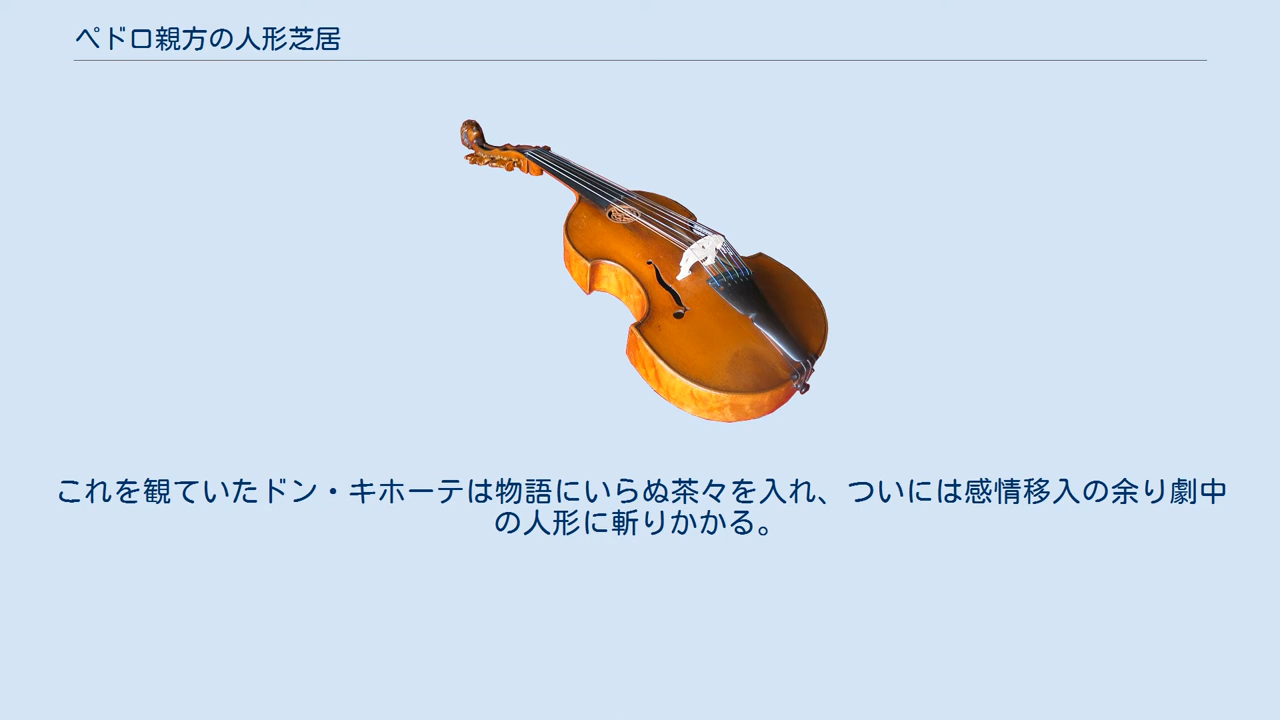 ペドロ親方の人形芝居
これを観ていたドン・キホーテは物語にいらぬ茶々を入れ、ついには感情移入の余り劇中
の人形に斬りかかる。